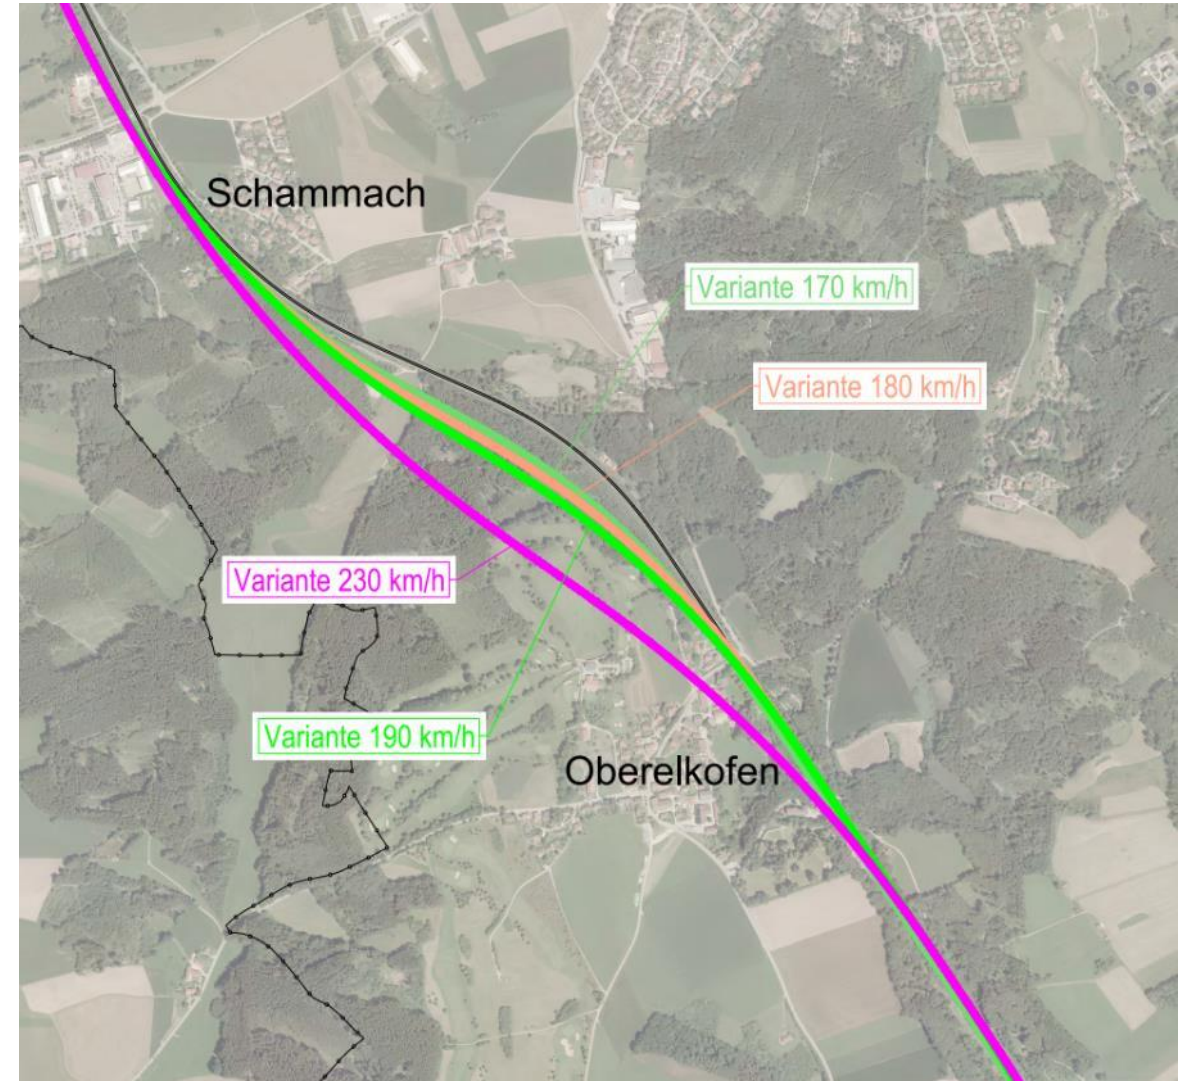 Schammach
Variante 170 km/h
Variante 180 km/h
Variante 230 km/h
Variante 190 km/h
Oberelkofen